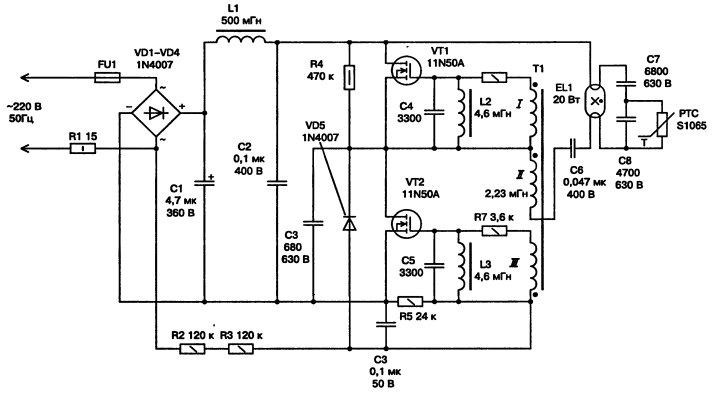 L1
500 мГн
VD1–VD4
1N4007
FU1
~
~
–
+
~220 В
50Гц
R1 15
C1
4,7 мк
360 В
+
C2
0,1 мк
400 В
R4
470 к
VD5
1N4007
C3
680
630 В
VT1
11N50A
C4
3300
L2
4,6 мГн
T1
I
II
2,23 мГн
VT2
11N50A
R7 3,6 к
C5
3300
L3
4,6 мГн
III
R5 24 к
C3
0,1 мк
50 В
R2 120 к
R3 120 к
EL1
20 Вт
C6
0,047 мк
400 В
C7
6800
630 В
PTC
S1065
T
C8
4700
630 В